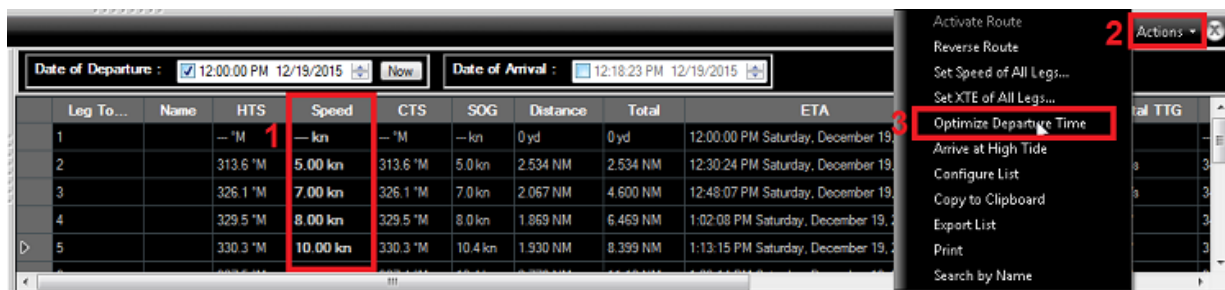 Activate Route
2 Actions
Reverse Route
Date of Departure : 12:00:00 PM 12/19/2015 Now Date of Arrival : 12:18:23 PM 12/19/2015
Set Speed of All Legs...
Set XTE of All Legs...
Leg To... Name HTS Speed CTS SOG Distance Total ETA tal TTG
3 Optimize Departure Time
1 1 --- °M --- kn --- °M --- kn 0 yd 0 yd 12:00:00 PM Saturday, December 19,
Arrive at High Tide
2 313.6 °M 5.00 kn 313.6 °M 5.0 kn 2.534 NM 2.534 NM 12:30:24 PM Saturday, December 19,
Configure List
3 326.1 °M 7.00 kn 326.1 °M 7.0 kn 2.067 NM 4.600 NM 12:48:07 PM Saturday, December 19,
Copy to Clipboard
4 329.5 °M 8.00 kn 329.5 °M 8.0 kn 1.869 NM 6.469 NM 1:02:08 PM Saturday, December 19,
Export List
5 330.3 °M 10.00 kn 330.3 °M 10.4 kn 1.930 NM 8.399 NM 1:13:15 PM Saturday, December 19,
Print
Search by Name